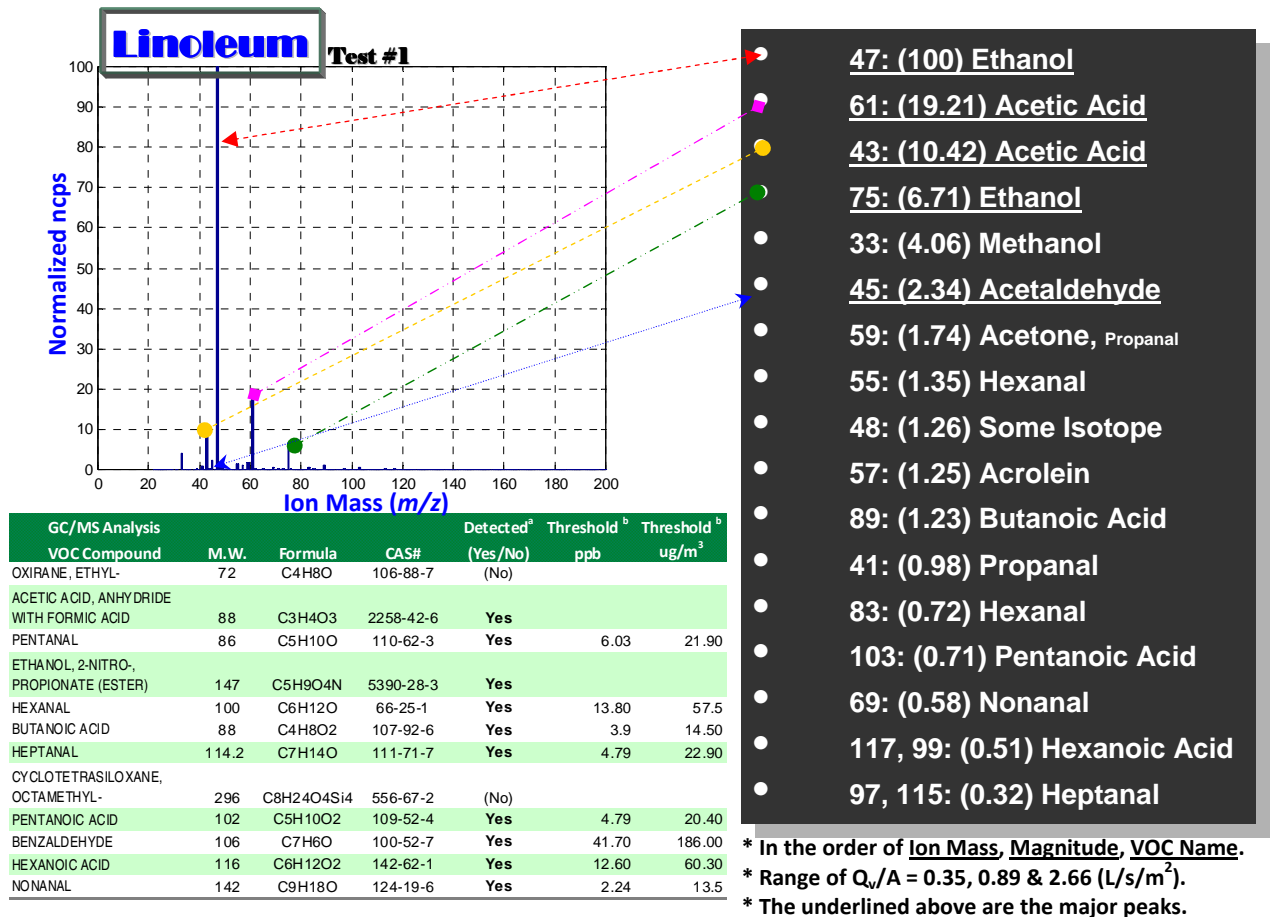 Linoleum
Test #1
100
90
80
70
60
50
40
30
20
10
0
Normalized ncps
0 20 40 60 80 100 120 140 160 180 200
Ion Mass (m/z)
47: (100) Ethanol
61: (19.21) Acetic Acid
43: (10.42) Acetic Acid
75: (6.71) Ethanol
33: (4.06) Methanol
45: (2.34) Acetaldehyde
59: (1.74) Acetone, Propanal
55: (1.35) Hexanal
48: (1.26) Some Isotope
57: (1.25) Acrolein
89: (1.23) Butanoic Acid
41: (0.98) Propanal
83: (0.72) Hexanal
103: (0.71) Pentanoic Acid
69: (0.58) Nonanal
117, 99: (0.51) Hexanoic Acid
97, 115: (0.32) Heptanal
* In the order of Ion Mass, Magnitude, VOC Name.
* Range of Qv/A = 0.35, 0.89 & 2.66 (L/s/m²).
* The underlined above are the major peaks.
GC/MS Analysis Detectedᵃ Threshold ᵇ Threshold ᵇ
VOC Compound M.W. Formula CAS# (Yes/No) ppb ug/m³
OXIRANE, ETHYL- 72 C4H8O 106-88-7 (No)
ACETIC ACID, ANHYDRIDE
WITH FORMIC ACID 88 C3H4O3 2258-42-6 Yes
PENTANAL 86 C5H10O 110-62-3 Yes 6.03 21.90
ETHANOL, 2-NITRO-,
PROPIONATE (ESTER) 147 C5H9O4N 5390-28-3 Yes
HEXANAL 100 C6H12O 66-25-1 Yes 13.80 57.5
BUTANOIC ACID 88 C4H8O2 107-92-6 Yes 3.9 14.50
HEPTANAL 114.2 C7H14O 111-71-7 Yes 4.79 22.90
CYCLOTETRASILOXANE,
OCTAMETHYL- 296 C8H24O4Si4 556-67-2 (No)
PENTANOIC ACID 102 C5H10O2 109-52-4 Yes 4.79 20.40
BENZALDEHYDE 106 C7H6O 100-52-7 Yes 41.70 186.00
HEXANOIC ACID 116 C6H12O2 142-62-1 Yes 12.60 60.30
NONANAL 142 C9H18O 124-19-6 Yes 2.24 13.5